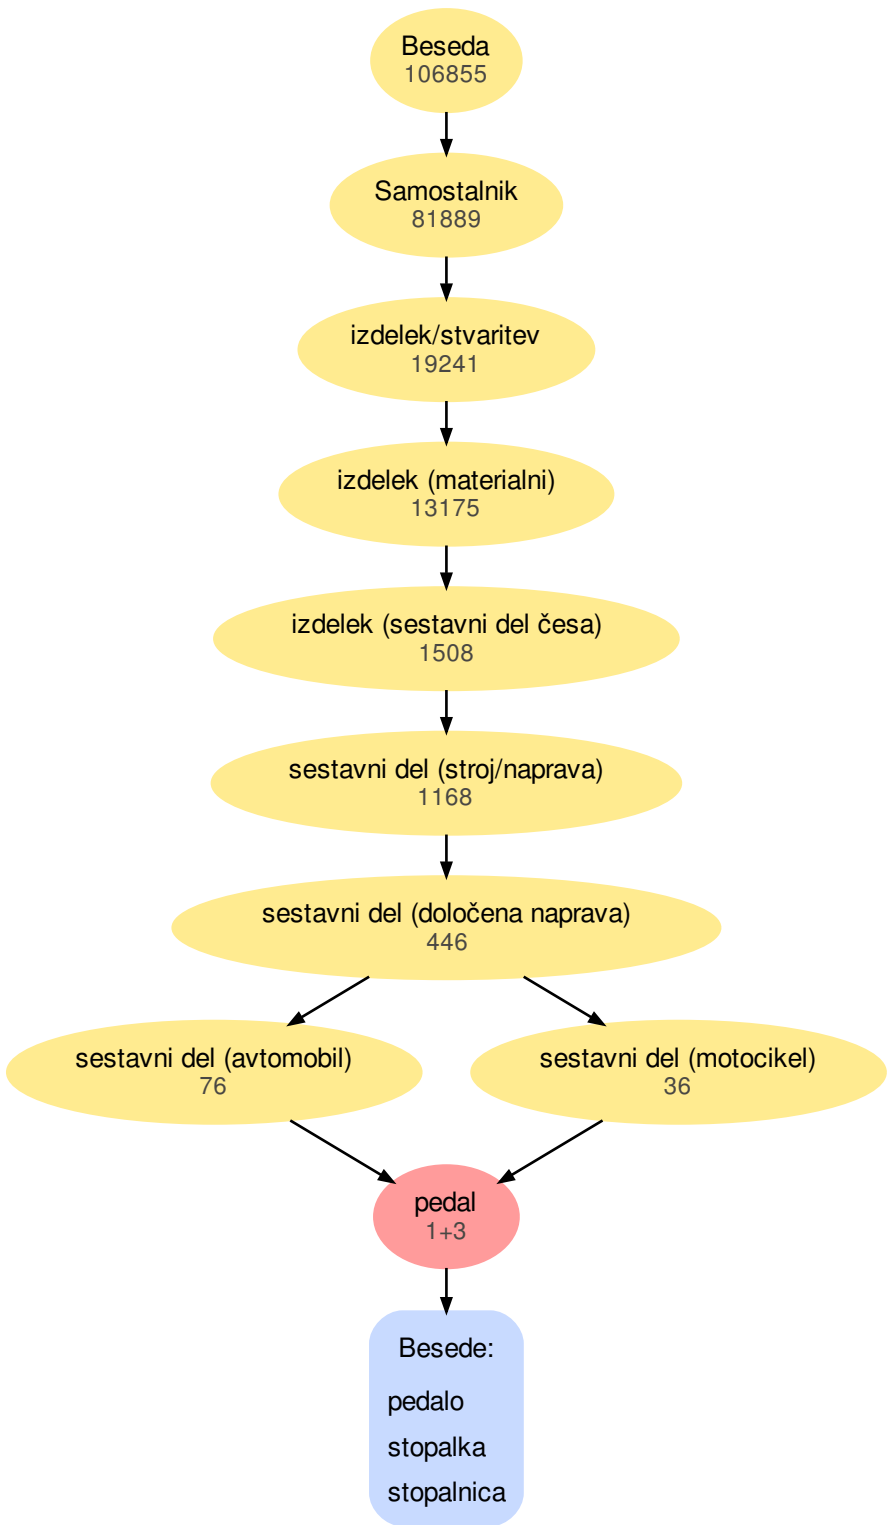 Beseda
106855
Samostalnik
81889
izdelek/stvaritev
19241
izdelek (materialni)
13175
izdelek (sestavni del česa)
1508
sestavni del (stroj/naprava)
1168
sestavni del (določena naprava)
446
sestavni del (avtomobil)
76
sestavni del (motocikel)
36
pedal
1+3
Besede:
pedalo
stopalka
stopalnica